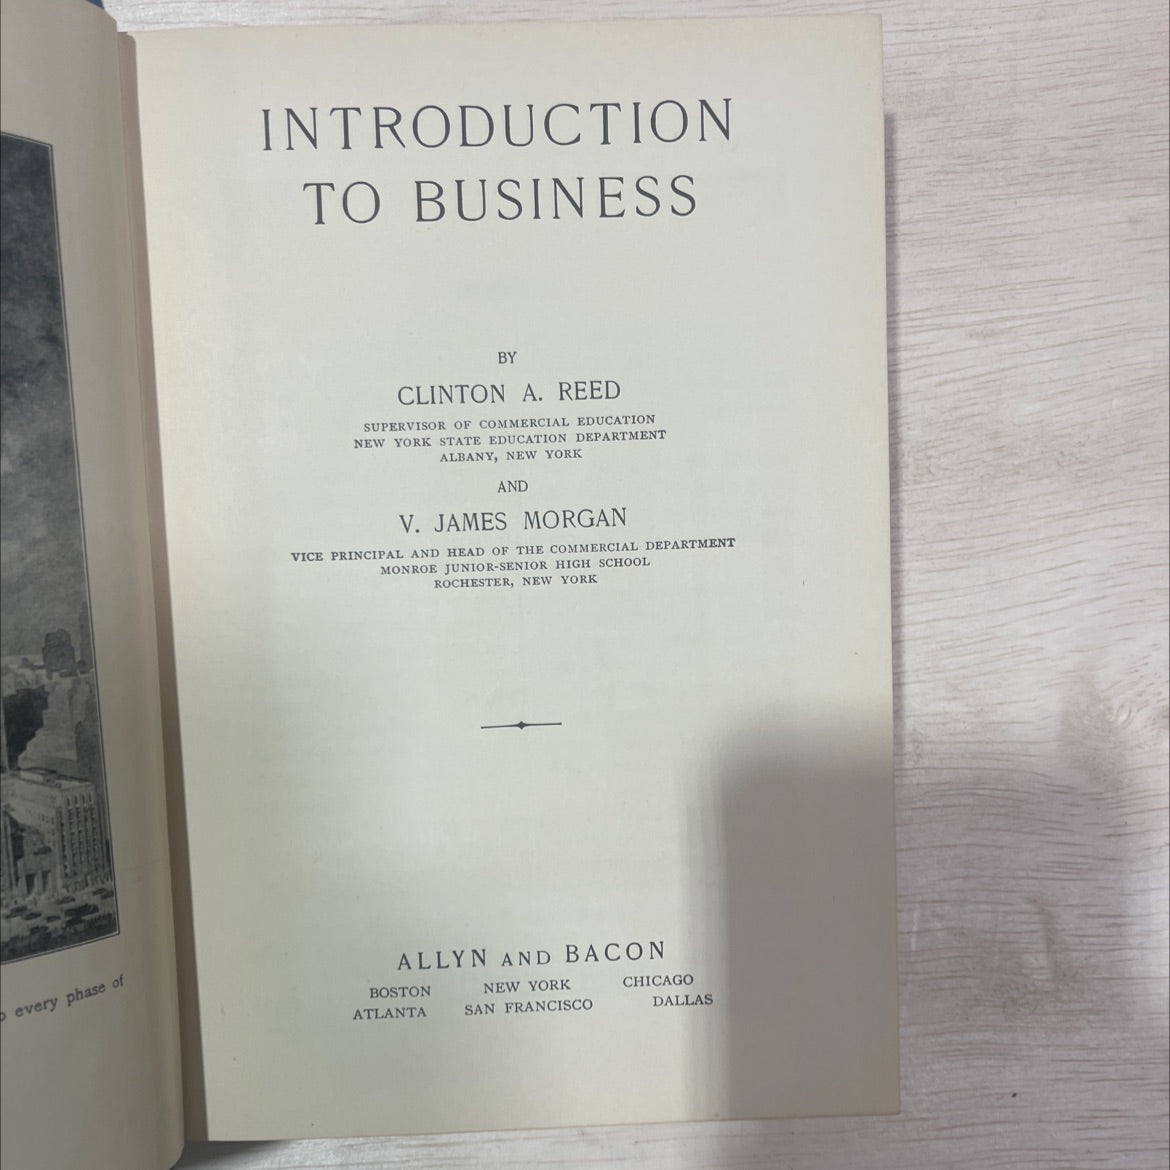 INTRODUCTION
TO BUSINESS
BY
CLINTON A. REED
SUPERVISOR OF COMMERCIAL EDUCATION
NEW YORK STATE EDUCATION DEPARTMENT
ALBANY, NEW YORK
AND
V. JAMES MORGAN
VICE PRINCIPAL AND HEAD OF THE COMMERCIAL DEPARTMENT
MONROE JUNIOR-SENIOR HIGH SCHOOL
ROCHESTER, NEW YORK
ALLYN AND BACON
BOSTON NEW YORK CHICAGO
ATLANTA SAN FRANCISCO DALLAS
every phase of